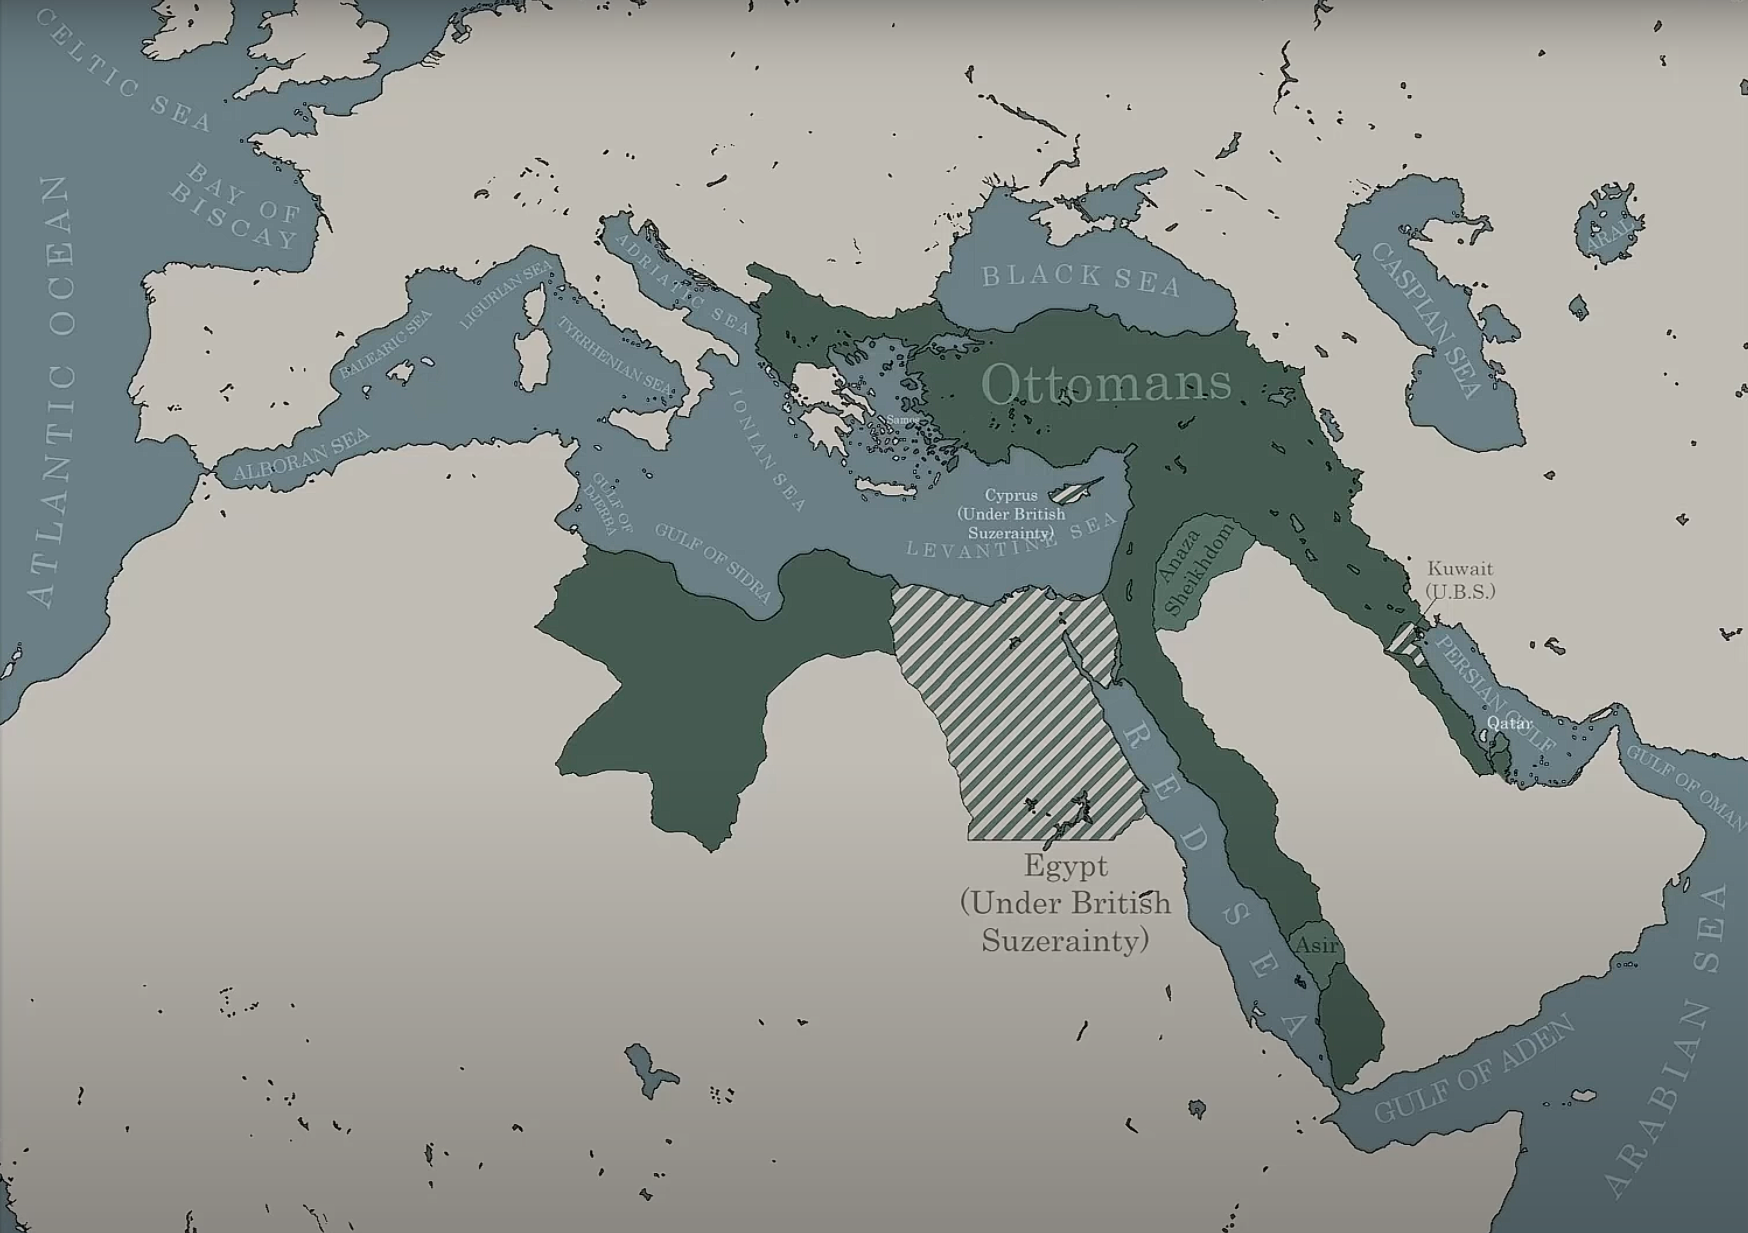 CELTIC SEA
BAY OF
BISCAY
ATLANTIC OCEAN
ADRIATIC SEA
LIGURIAN SEA
BALEARIC SEA
TYRRHENIAN SEA
IONIAN SEA
ALBORAN SEA
GULF OF
DJERBA
GULF OF SIDRA
BLACK SEA
CASPIAN SEA
ARAL
Ottomans
Samos
Cyprus
(Under British
Suzerainty)
LEVANTINE SEA
Anaza
Sheikhdom
Kuwait
(U.B.S.)
PERSIAN GULF
Qatar
GULF OF OMAN
RED SEA
Egypt
(Under British
Suzerainty)
Asir
GULF OF ADEN
ARABIAN SEA